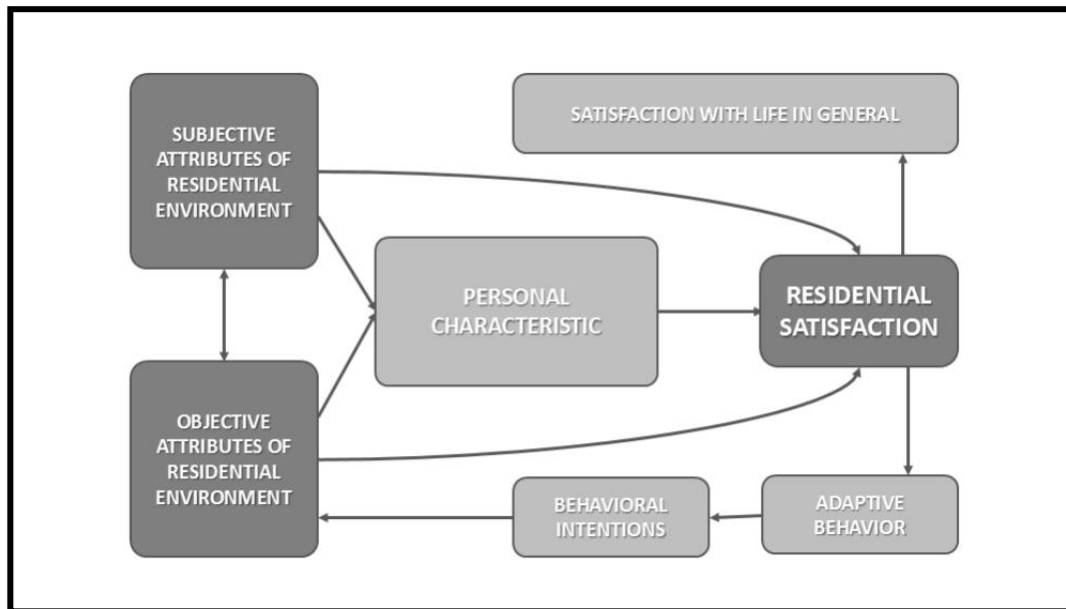 SUBJECTIVE
ATTRIBUTES OF
RESIDENTIAL
ENVIRONMENT
SATISFACTION WITH LIFE IN GENERAL
PERSONAL
CHARACTERISTIC
RESIDENTIAL
SATISFACTION
OBJECTIVE
ATTRIBUTES OF
RESIDENTIAL
ENVIRONMENT
BEHAVIORAL
INTENTIONS
ADAPTIVE
BEHAVIOR